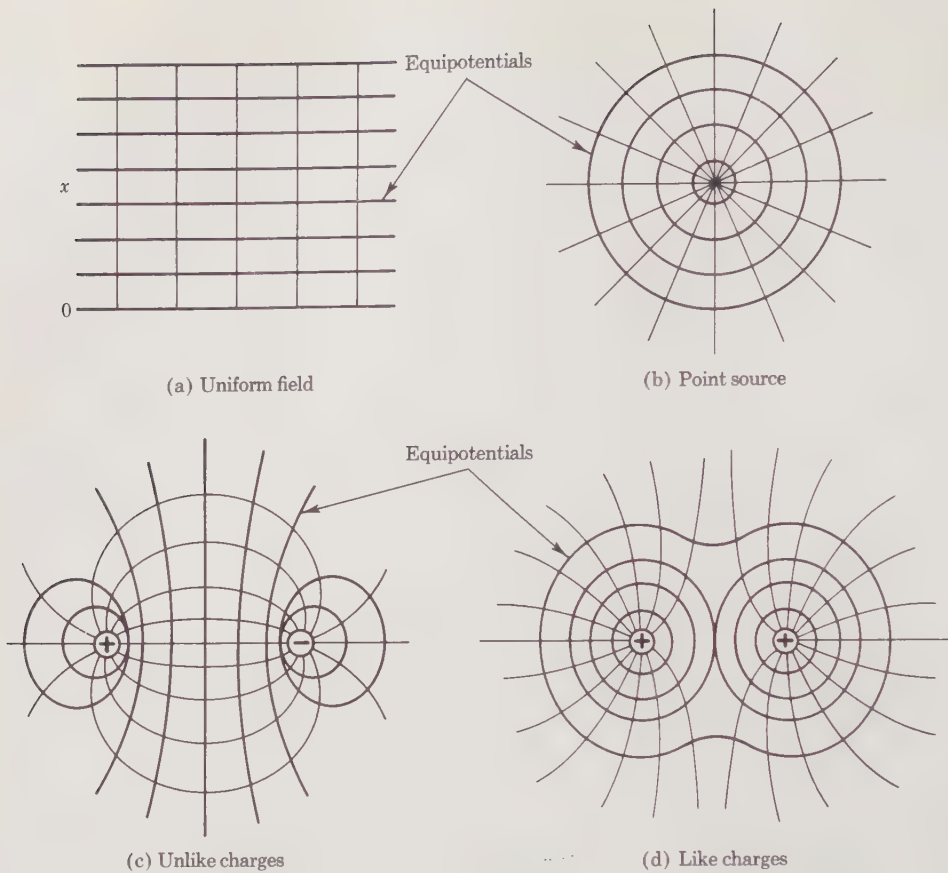 Equipotentials
x
0
(a) Uniform field
(b) Point source
Equipotentials
+
−
+
+
(c) Unlike charges
(d) Like charges